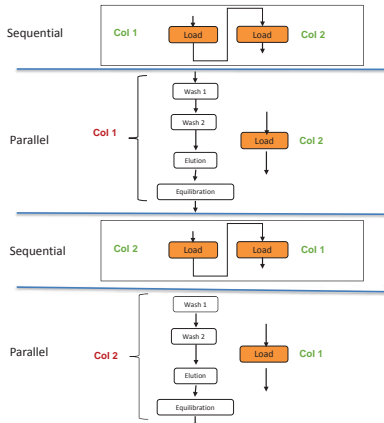 Sequential
Col 1
Load
Load
Col 2
Parallel
Col 1
Wash 1
Wash 2
Elution
Equilibration
Load
Col 2
Sequential
Col 2
Load
Load
Col 1
Parallel
Col 2
Wash 1
Wash 2
Elution
Equilibration
Load
Col 1